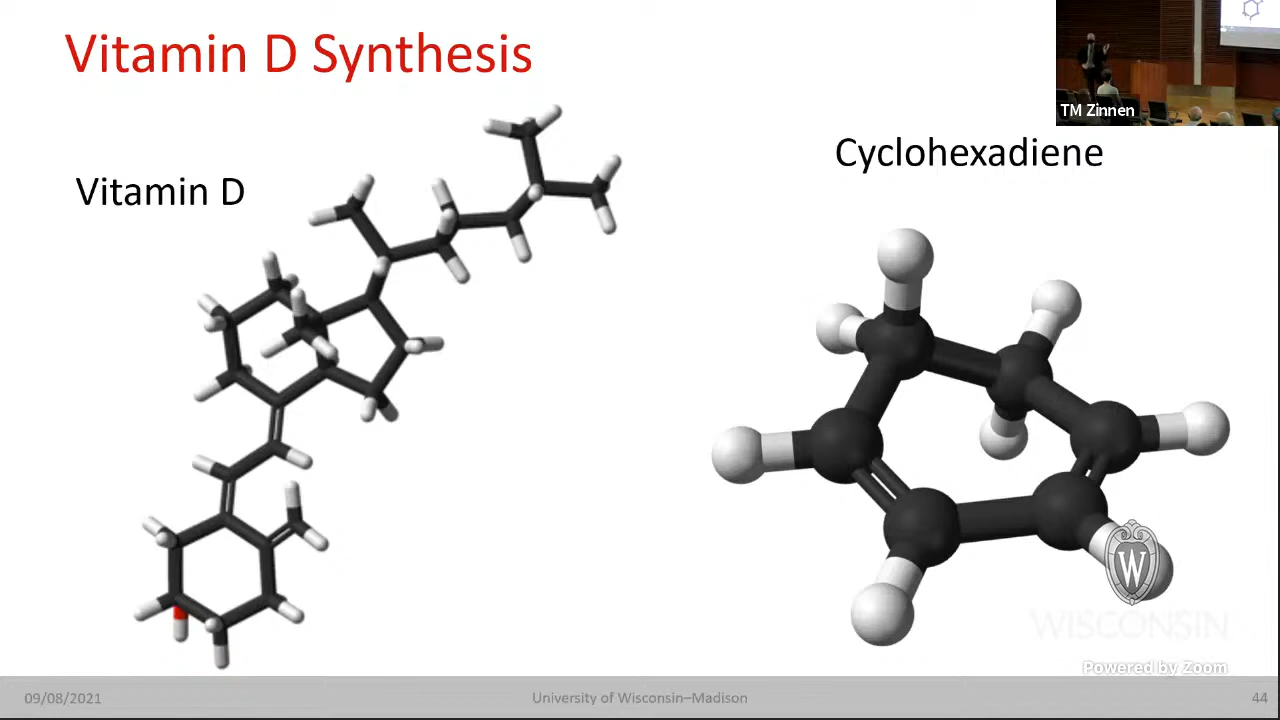 Vitamin D Synthesis
TM Zinnen
Cyclohexadiene
Vitamin D
W
WISCONSIN
Powered by Zoom
09/08/2021
University of Wisconsin–Madison
44